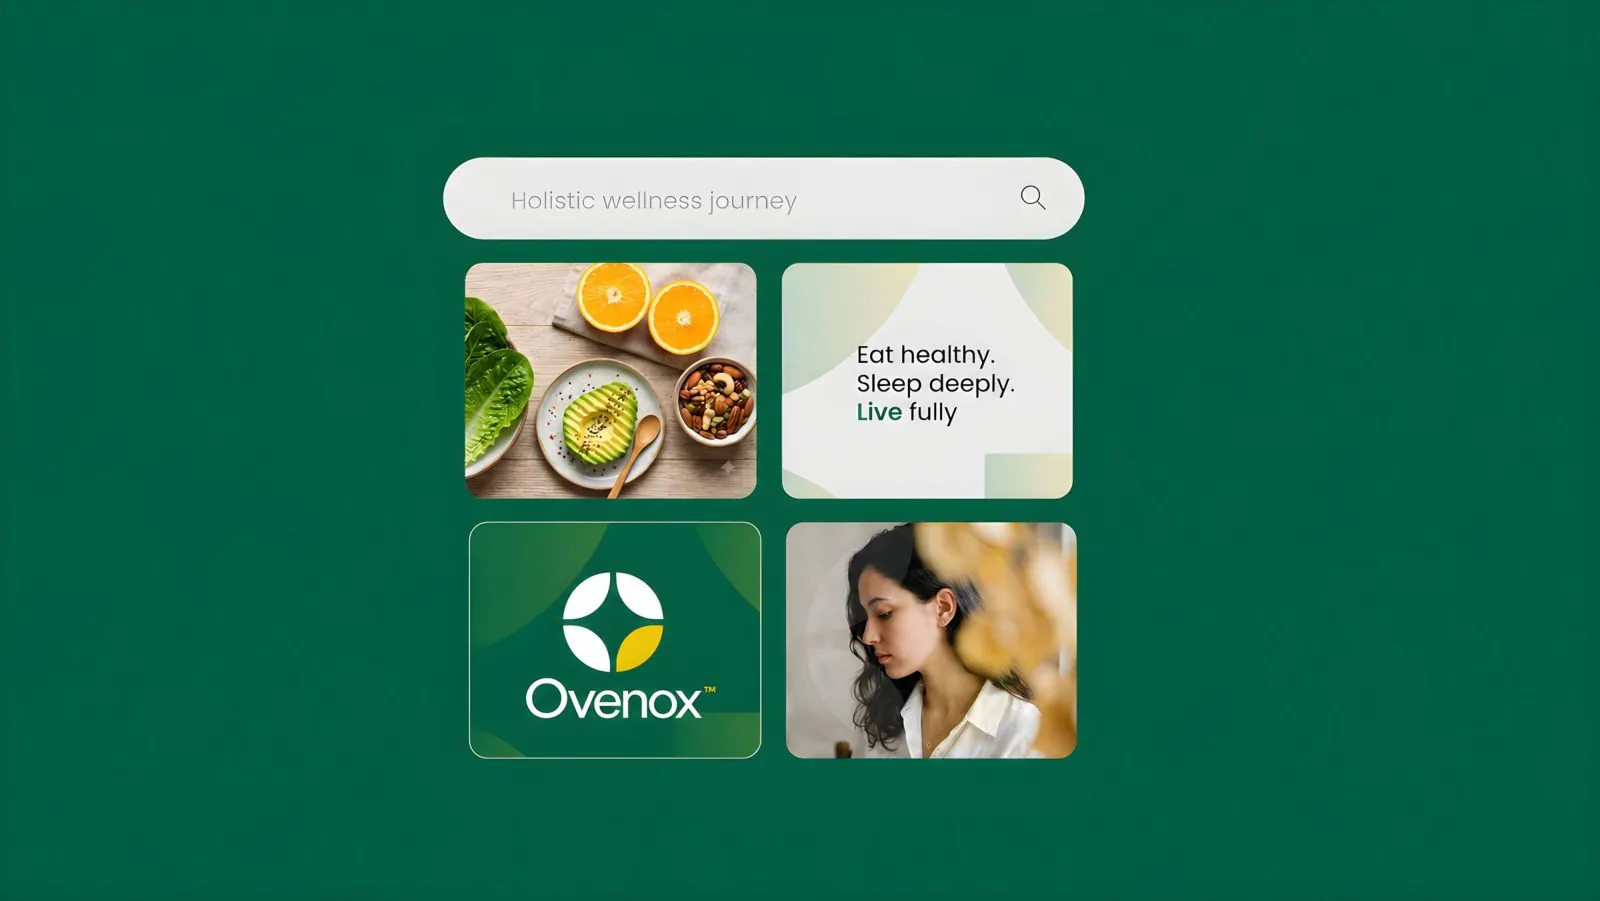 Holistic wellness journey
Eat healthy.
Sleep deeply.
Live fully
Ovenox™